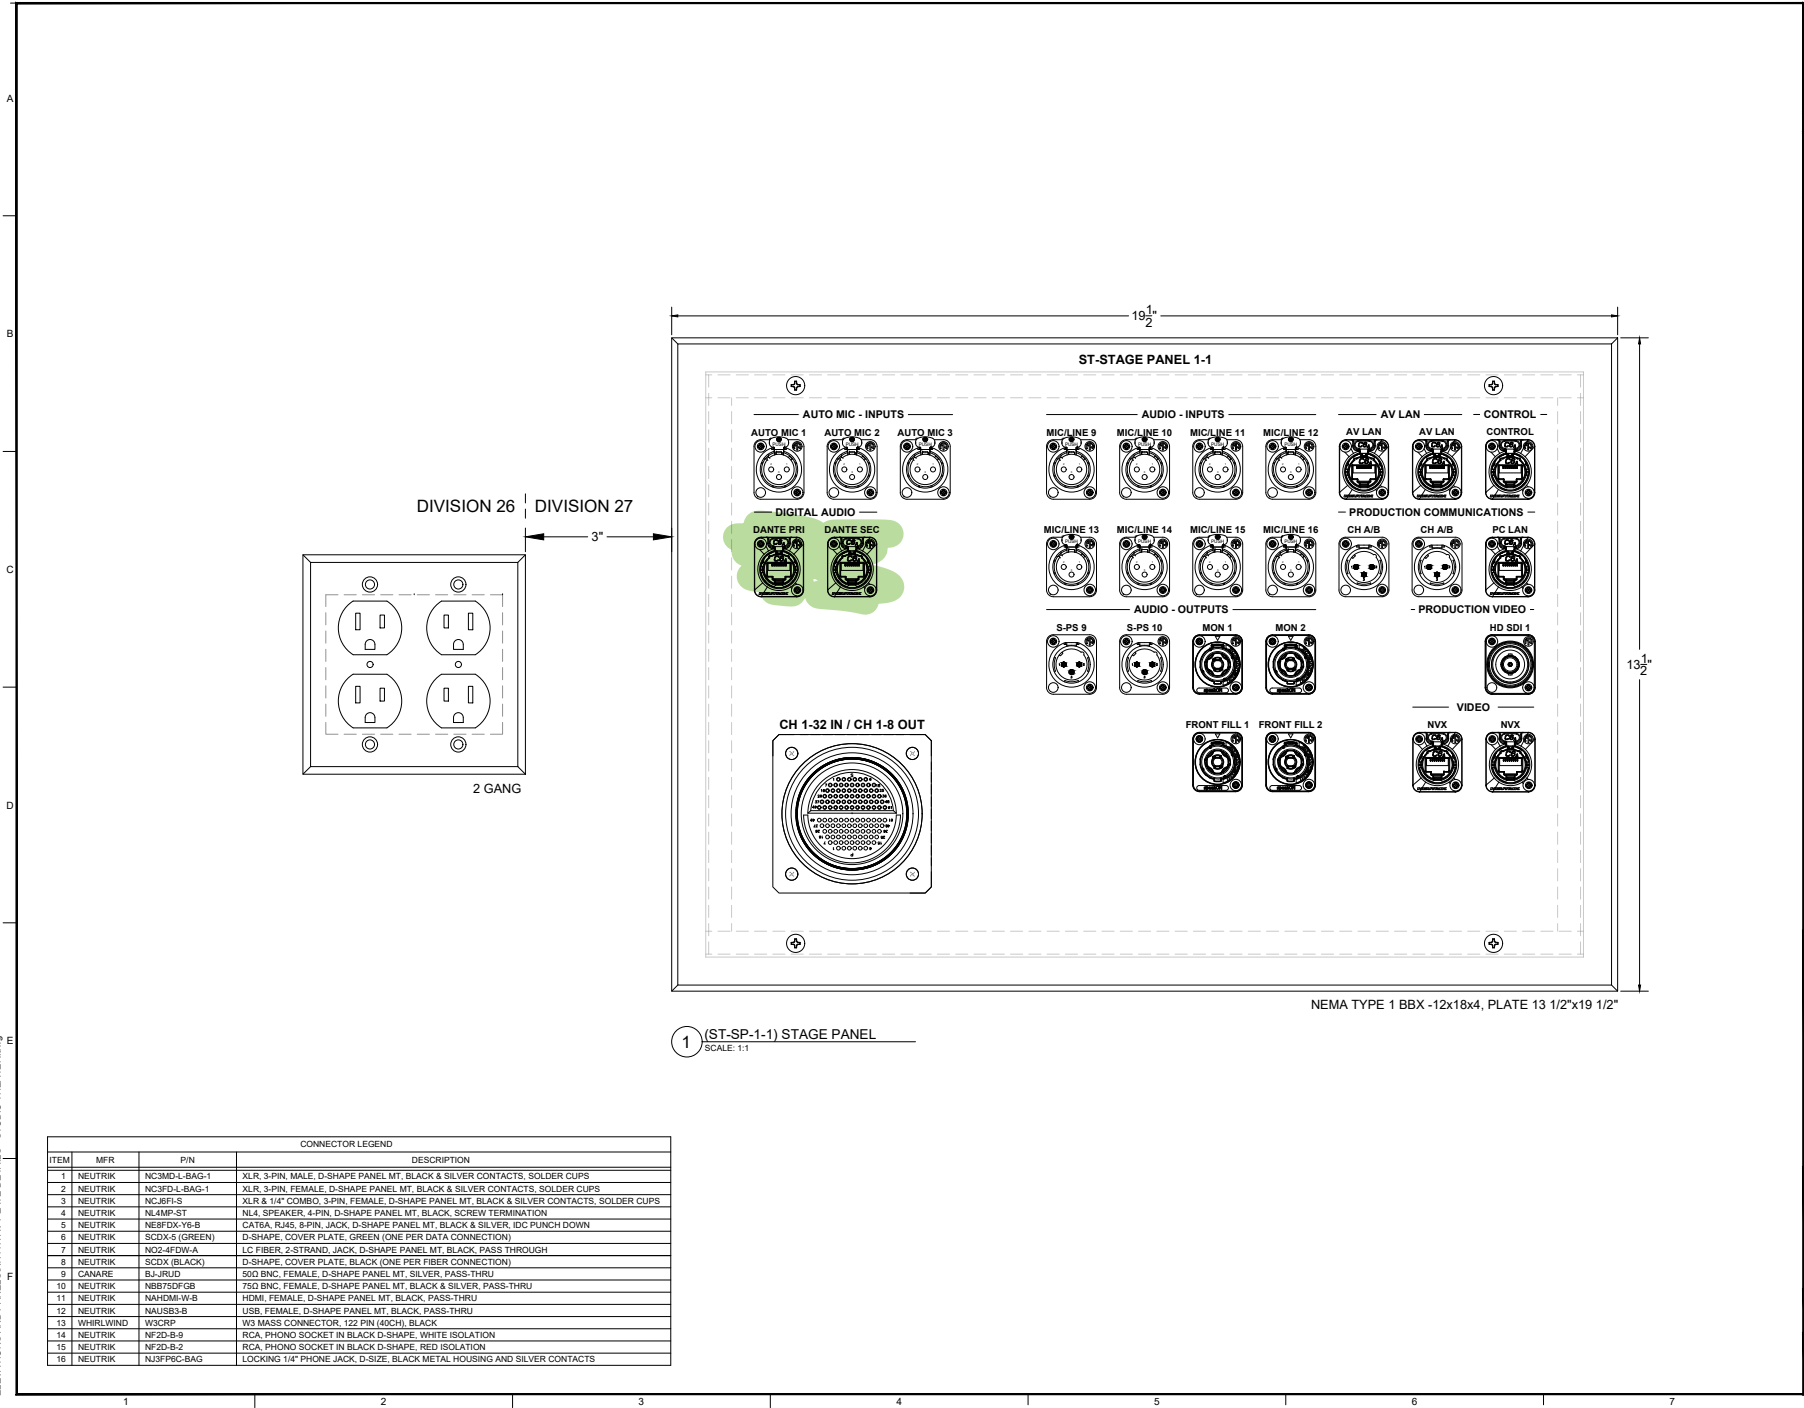 A
B
C
D
E
F
19 1/2"
ST-STAGE PANEL 1-1
AUTO MIC - INPUTS
AUDIO - INPUTS
AV LAN
CONTROL
AUTO MIC 1 AUTO MIC 2 AUTO MIC 3
MIC/LINE 9 MIC/LINE 10 MIC/LINE 11 MIC/LINE 12
AV LAN AV LAN CONTROL
DIVISION 26 DIVISION 27
3"
DIGITAL AUDIO
PRODUCTION COMMUNICATIONS
DANTE PRI DANTE SEC
MIC/LINE 13 MIC/LINE 14 MIC/LINE 15 MIC/LINE 16
CH A/B CH A/B PC LAN
AUDIO - OUTPUTS
PRODUCTION VIDEO
S-PS 9 S-PS 10 MON 1 MON 2
HD SDI 1
13 1/2"
VIDEO
CH 1-32 IN / CH 1-8 OUT
FRONT FILL 1 FRONT FILL 2
NVX NVX
2 GANG
NEMA TYPE 1 BBX -12x18x4, PLATE 13 1/2"x19 1/2"
1 (ST-SP-1-1) STAGE PANEL
SCALE: 1:1
CONNECTOR LEGEND
ITEM MFR P/N DESCRIPTION
1 NEUTRIK NC3MD-L-BAG-1 XLR, 3-PIN, MALE, D-SHAPE PANEL MT, BLACK & SILVER CONTACTS, SOLDER CUPS
2 NEUTRIK NC3FD-L-BAG-1 XLR, 3-PIN, FEMALE, D-SHAPE PANEL MT, BLACK & SILVER CONTACTS, SOLDER CUPS
3 NEUTRIK NCJ6FI-S XLR & 1/4" COMBO, 3-PIN, FEMALE, D-SHAPE PANEL MT, BLACK & SILVER CONTACTS, SOLDER CUPS
4 NEUTRIK NL4MP-ST NL4, SPEAKER, 4-PIN, D-SHAPE PANEL MT, BLACK, SCREW TERMINATION
5 NEUTRIK NE8FDX-Y6-B CAT6A, RJ45, 8-PIN, JACK, D-SHAPE PANEL MT, BLACK & SILVER, IDC PUNCH DOWN
6 NEUTRIK SCDX-5 (GREEN) D-SHAPE, COVER PLATE, GREEN (ONE PER DATA CONNECTION)
7 NEUTRIK NO2-4FDW-A LC FIBER, 2-STRAND, JACK, D-SHAPE PANEL MT, BLACK, PASS THROUGH
8 NEUTRIK SCDX (BLACK) D-SHAPE, COVER PLATE, BLACK (ONE PER FIBER CONNECTION)
9 CANARE BJ-JRUD 50Ω BNC, FEMALE, D-SHAPE PANEL MT, SILVER, PASS-THRU
10 NEUTRIK NBB75DFGB 75Ω BNC, FEMALE, D-SHAPE PANEL MT, BLACK & SILVER, PASS-THRU
11 NEUTRIK NAHDMI-W-B HDMI, FEMALE, D-SHAPE PANEL MT, BLACK, PASS-THRU
12 NEUTRIK NAUSB3-B USB, FEMALE, D-SHAPE PANEL MT, BLACK, PASS-THRU
13 WHIRLWIND W3CRP W3 MASS CONNECTOR, 122 PIN (40CH), BLACK
14 NEUTRIK NF2D-B-9 RCA, PHONO SOCKET IN BLACK D-SHAPE, WHITE ISOLATION
15 NEUTRIK NF2D-B-2 RCA, PHONO SOCKET IN BLACK D-SHAPE, RED ISOLATION
16 NEUTRIK NJ3FP6C-BAG LOCKING 1/4" PHONE JACK, D-SIZE, BLACK METAL HOUSING AND SILVER CONTACTS
1 2 3 4 5 6 7